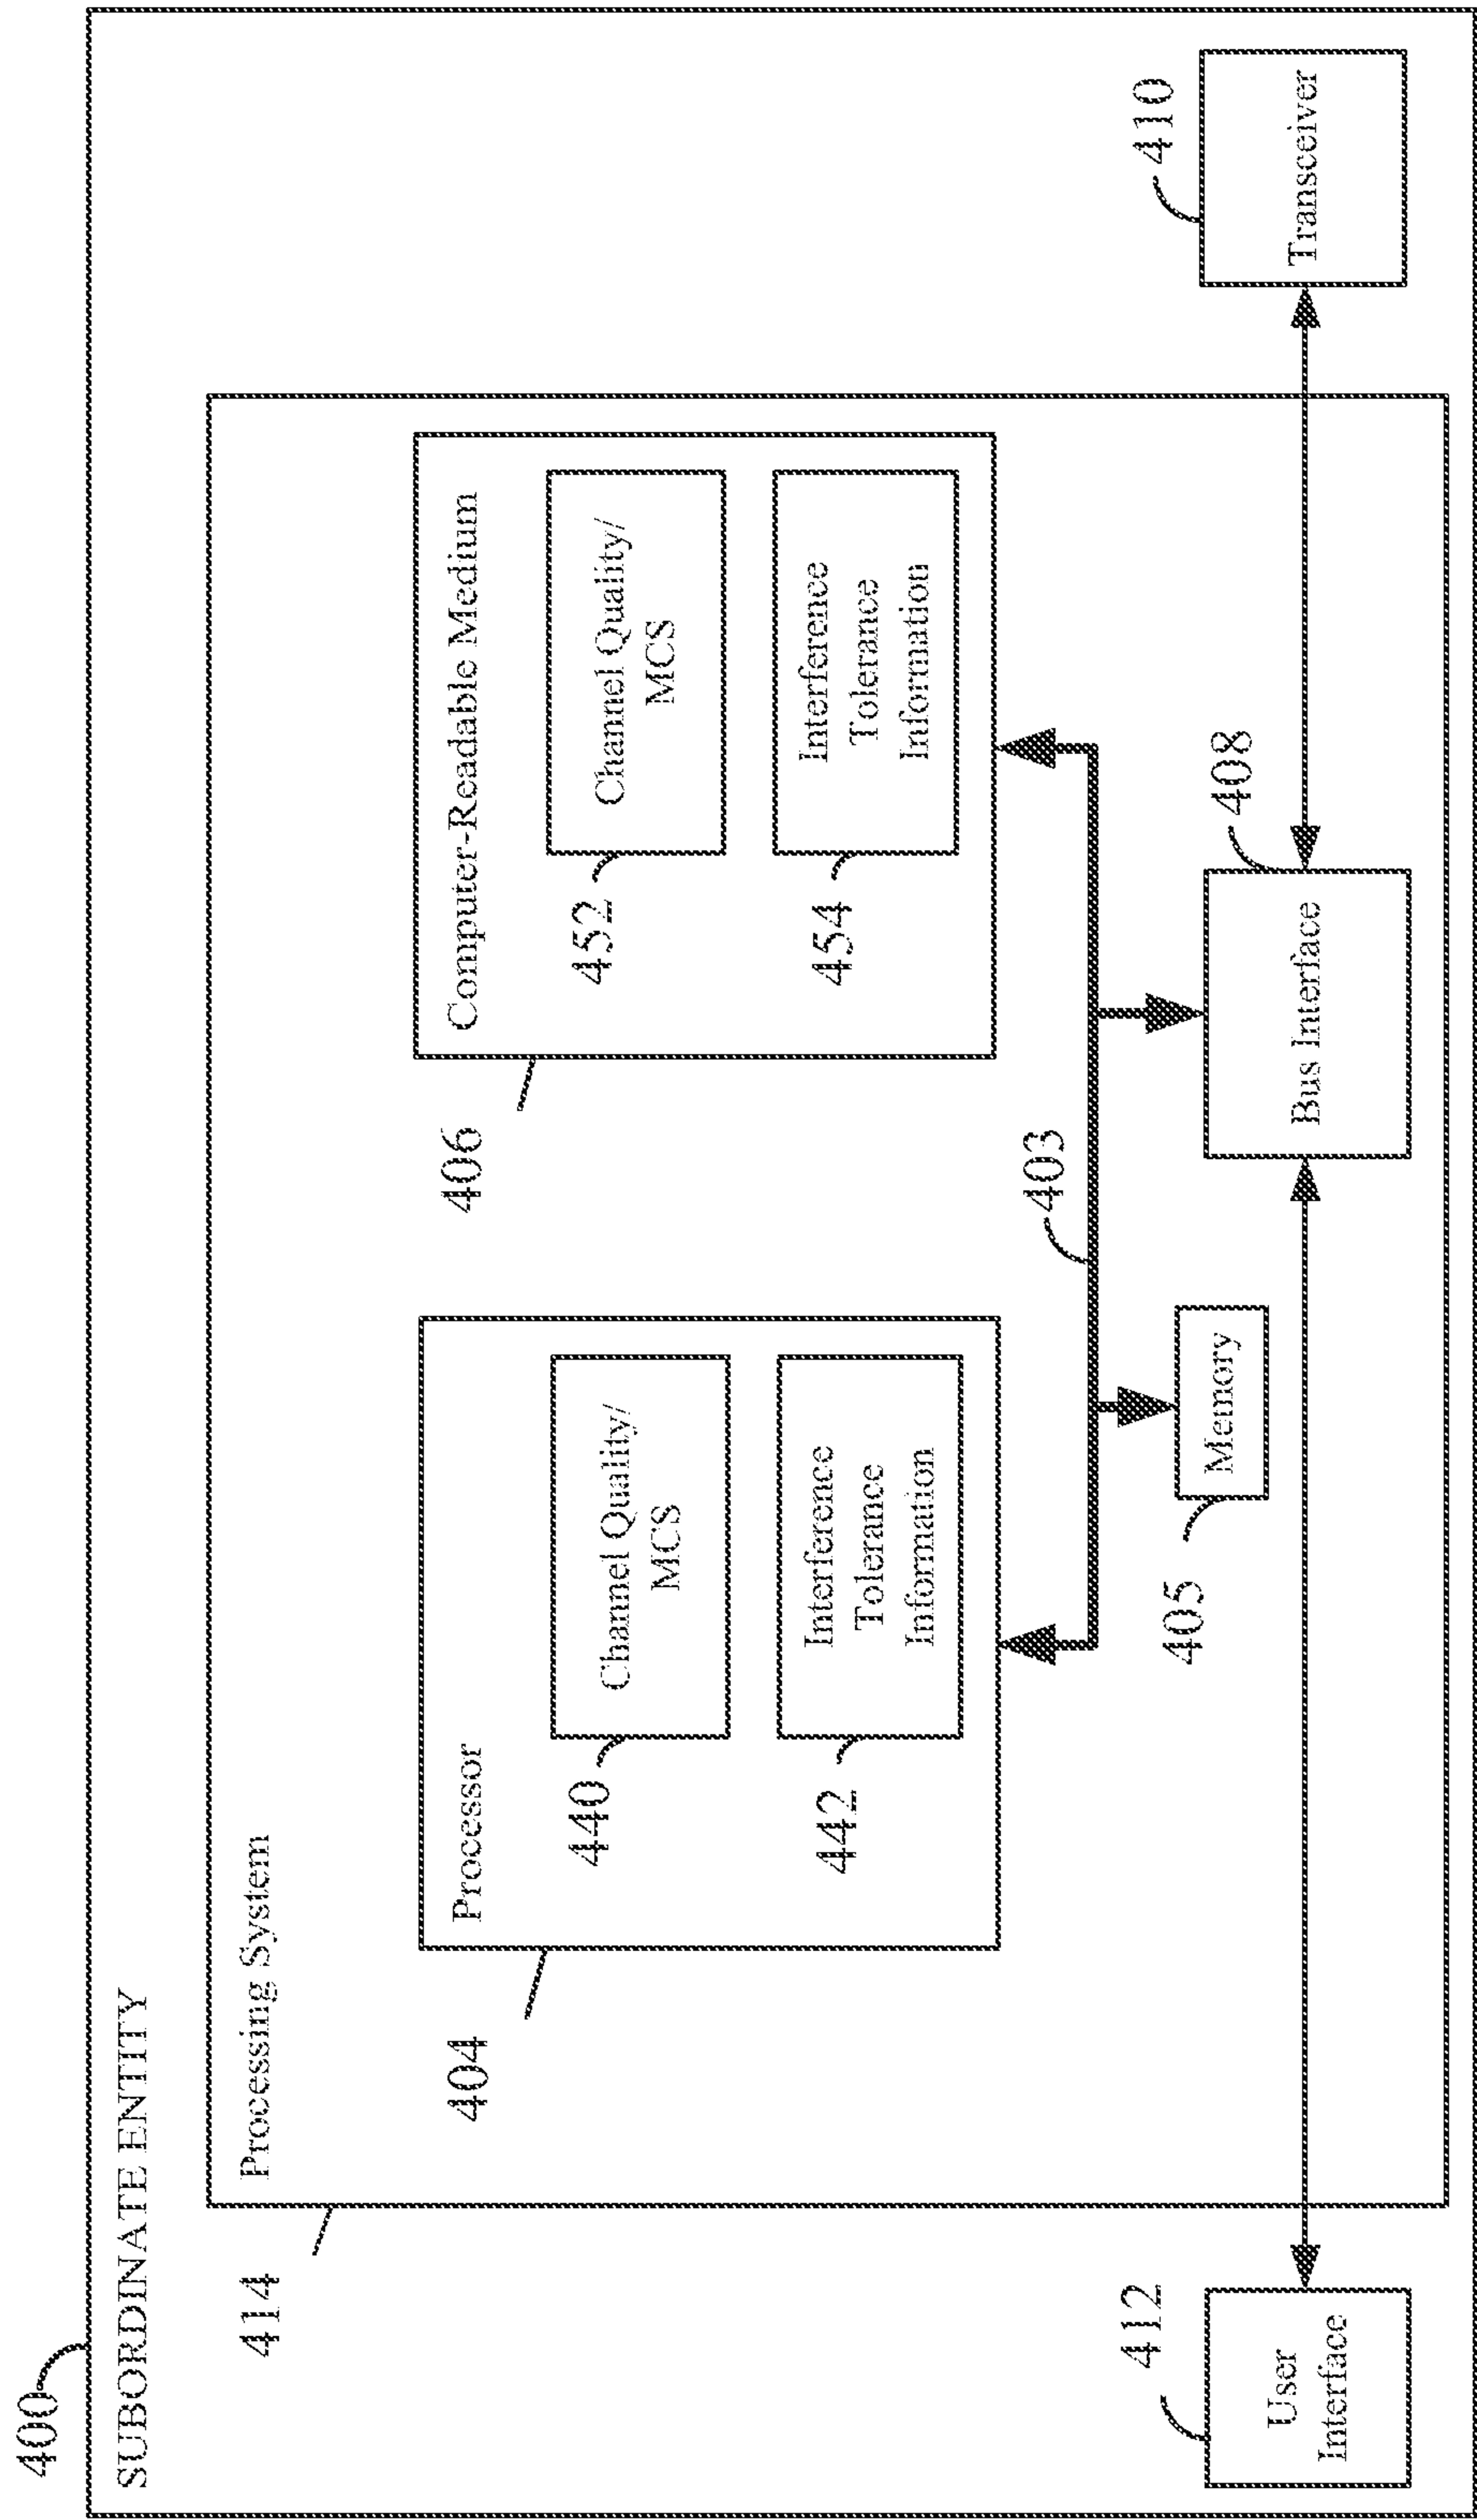 400
SUBORDINATE ENTITY
414
Processing System
404
Processor
440
Channel Quality/
MCS
442
Interference
Tolerance
Information
406
Computer-Readable Medium
452
Channel Quality/
MCS
454
Interference
Tolerance
Information
403
405
Memory
412
User
Interface
408
Bus Interface
410
Transceiver